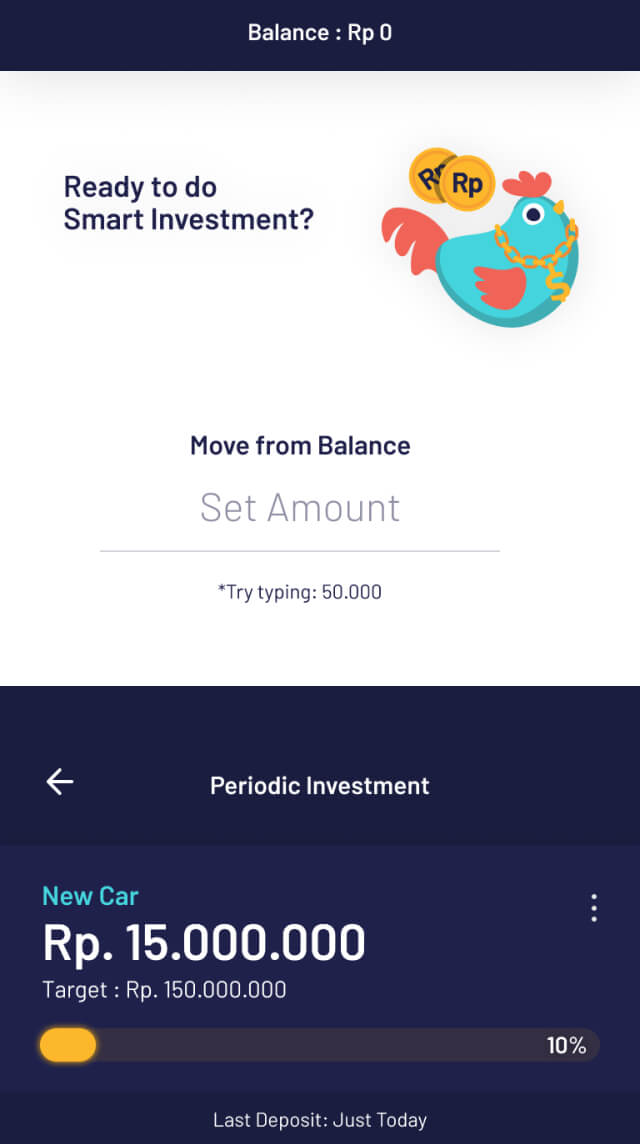 Balance : Rp 0
Ready to do
Smart Investment?
Rp
Rp
Move from Balance
Set Amount
*Try typing: 50.000
Periodic Investment
New Car
Rp. 15.000.000
Target : Rp. 150.000.000
10%
Last Deposit: Just Today